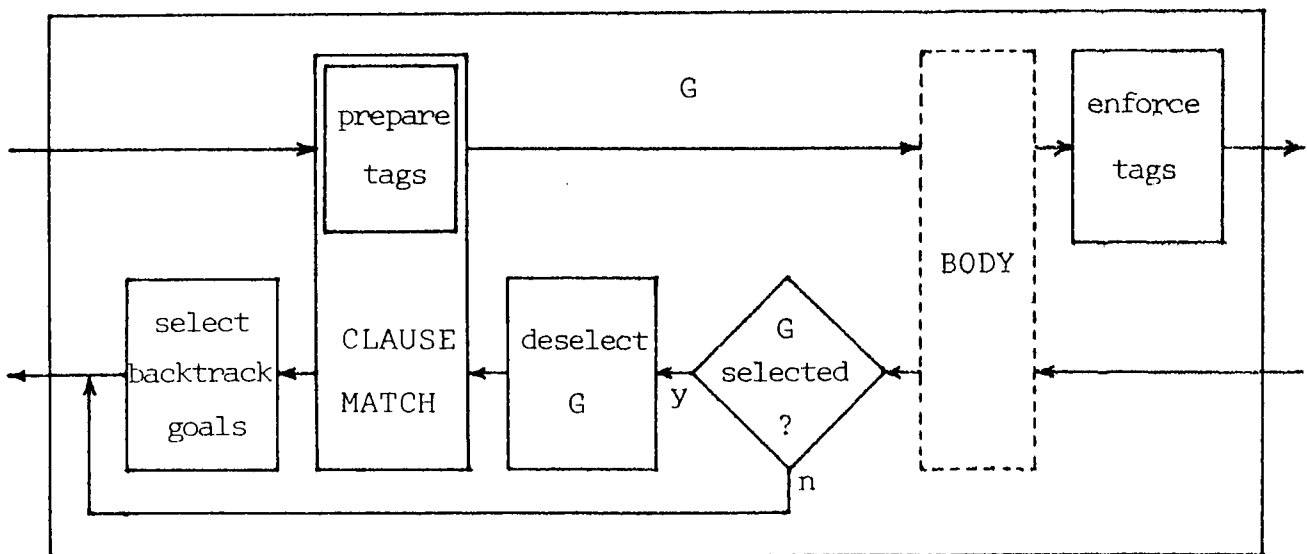 prepare
tags
G
enforce
tags
BODY
select
backtrack
goals
CLAUSE
MATCH
deselect
G
y
G
selected
?
n